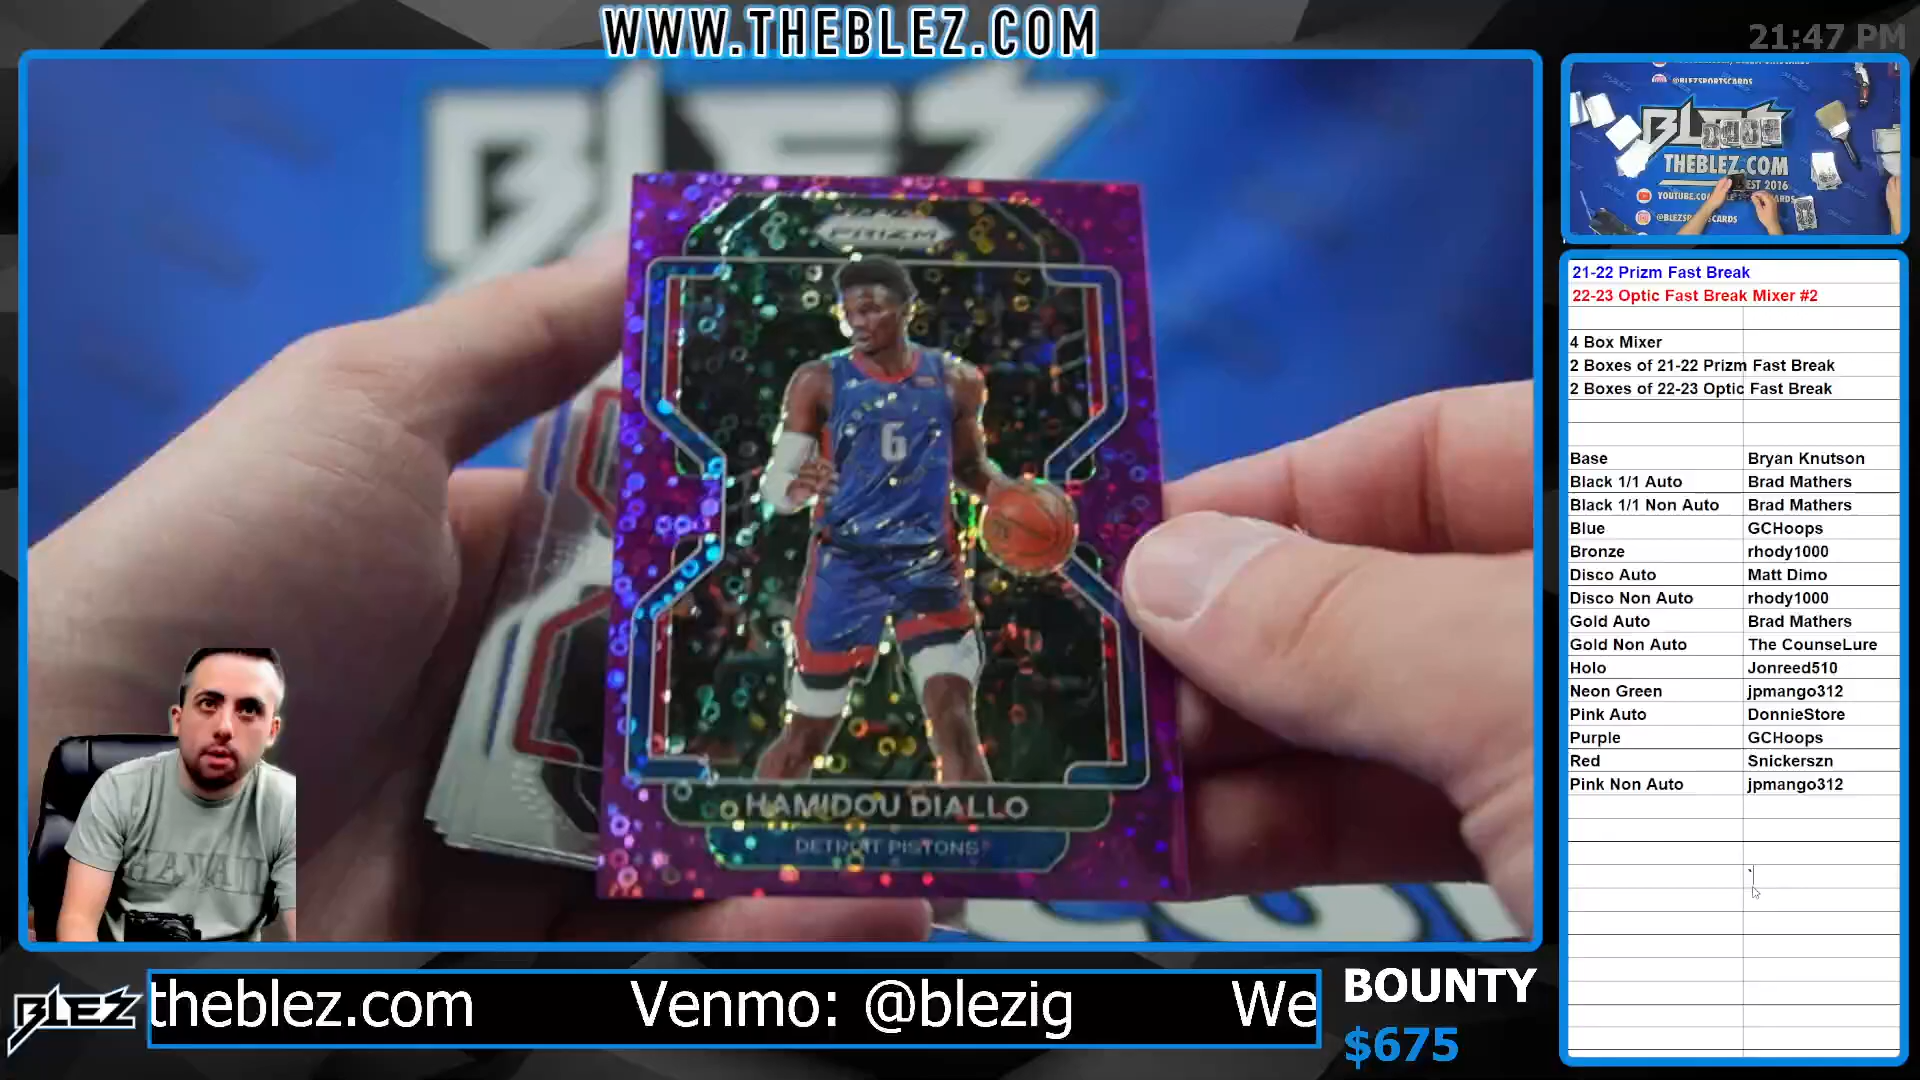 WWW.THEBLEZ.COM
21:47 PM
BLEZ
@BLEZSPORTSCARDS
THEBLEZ.COM
EST 2016
PRIZM
6
HAMIDOU DIALLO
DETROIT PISTONS
21-22 Prizm Fast Break
22-23 Optic Fast Break Mixer #2
4 Box Mixer
2 Boxes of 21-22 Prizm Fast Break
2 Boxes of 22-23 Optic Fast Break
Base Bryan Knutson
Black 1/1 Auto Brad Mathers
Black 1/1 Non Auto Brad Mathers
Blue GCHoops
Bronze rhody1000
Disco Auto Matt Dimo
Disco Non Auto rhody1000
Gold Auto Brad Mathers
Gold Non Auto The CounseLure
Holo Jonreed510
Neon Green jpmango312
Pink Auto DonnieStore
Purple GCHoops
Red Snickerszn
Pink Non Auto jpmango312
BLEZ
theblez.com Venmo: @blezig We
BOUNTY
$675